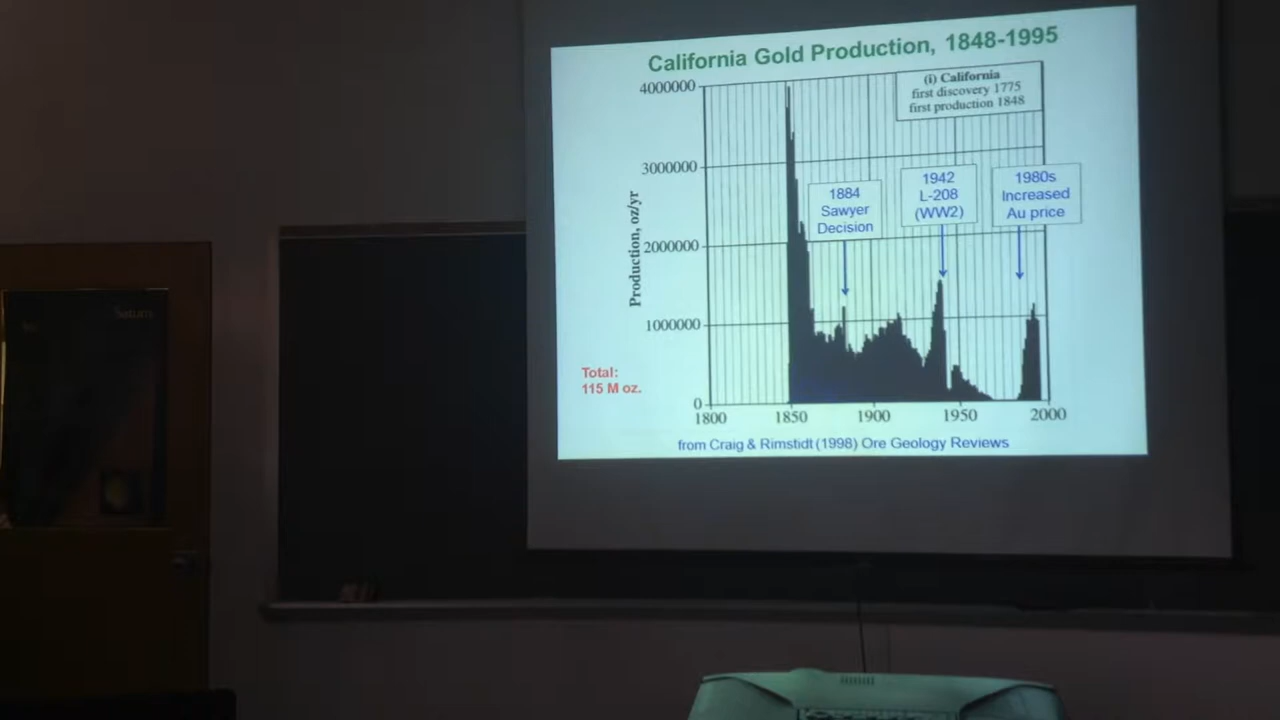 California Gold Production, 1848-1995
4000000
3000000
2000000
1000000
0
Production, oz/yr
(i) California
first discovery 1775
first production 1848
1884
Sawyer
Decision
1942
L-208
(WW2)
1980s
Increased
Au price
Total:
115 M oz.
1800
1850
1900
1950
2000
from Craig & Rimstidt (1998) Ore Geology Reviews
Saturn